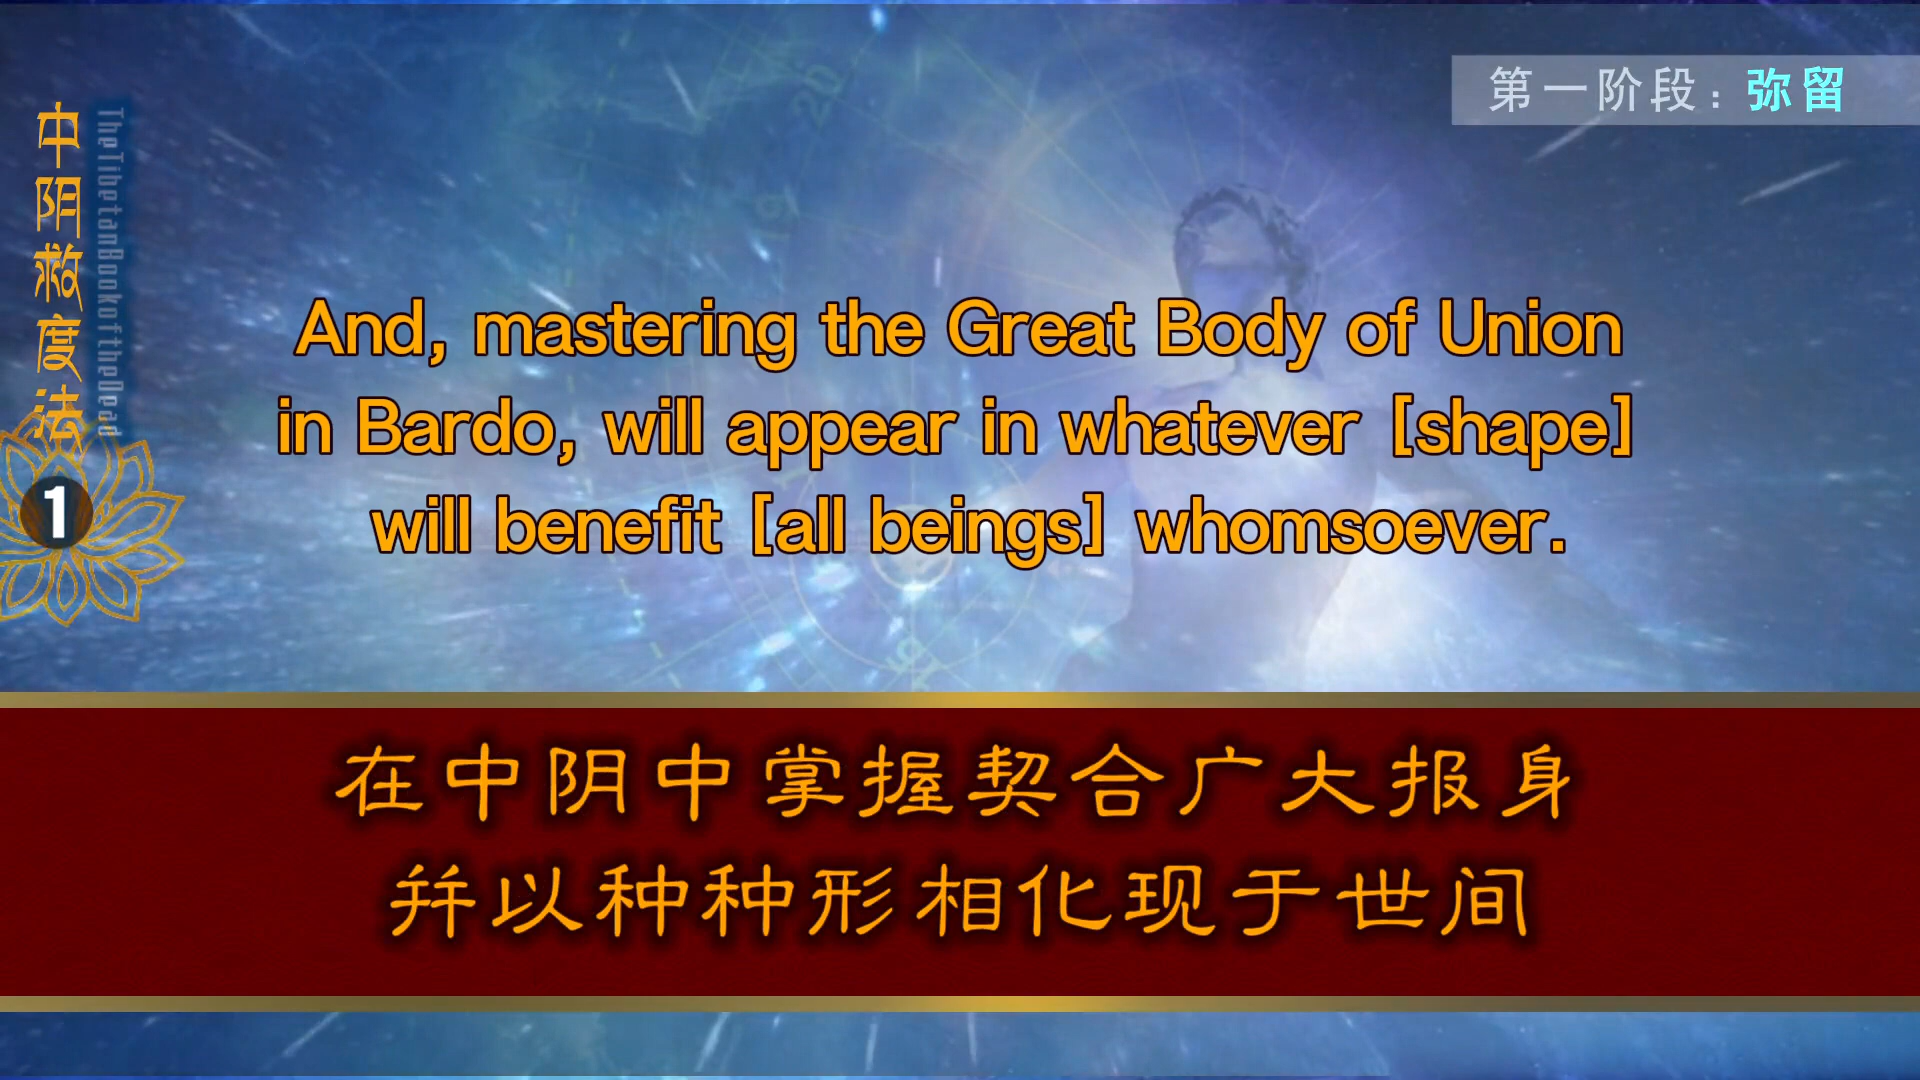 第一阶段：弥留
中阴救度法
TheTibetanBookoftheDead
1
And, mastering the Great Body of Union
in Bardo, will appear in whatever [shape]
will benefit [all beings] whomsoever.
在中阴中掌握契合广大报身
并以种种形相化现于世间